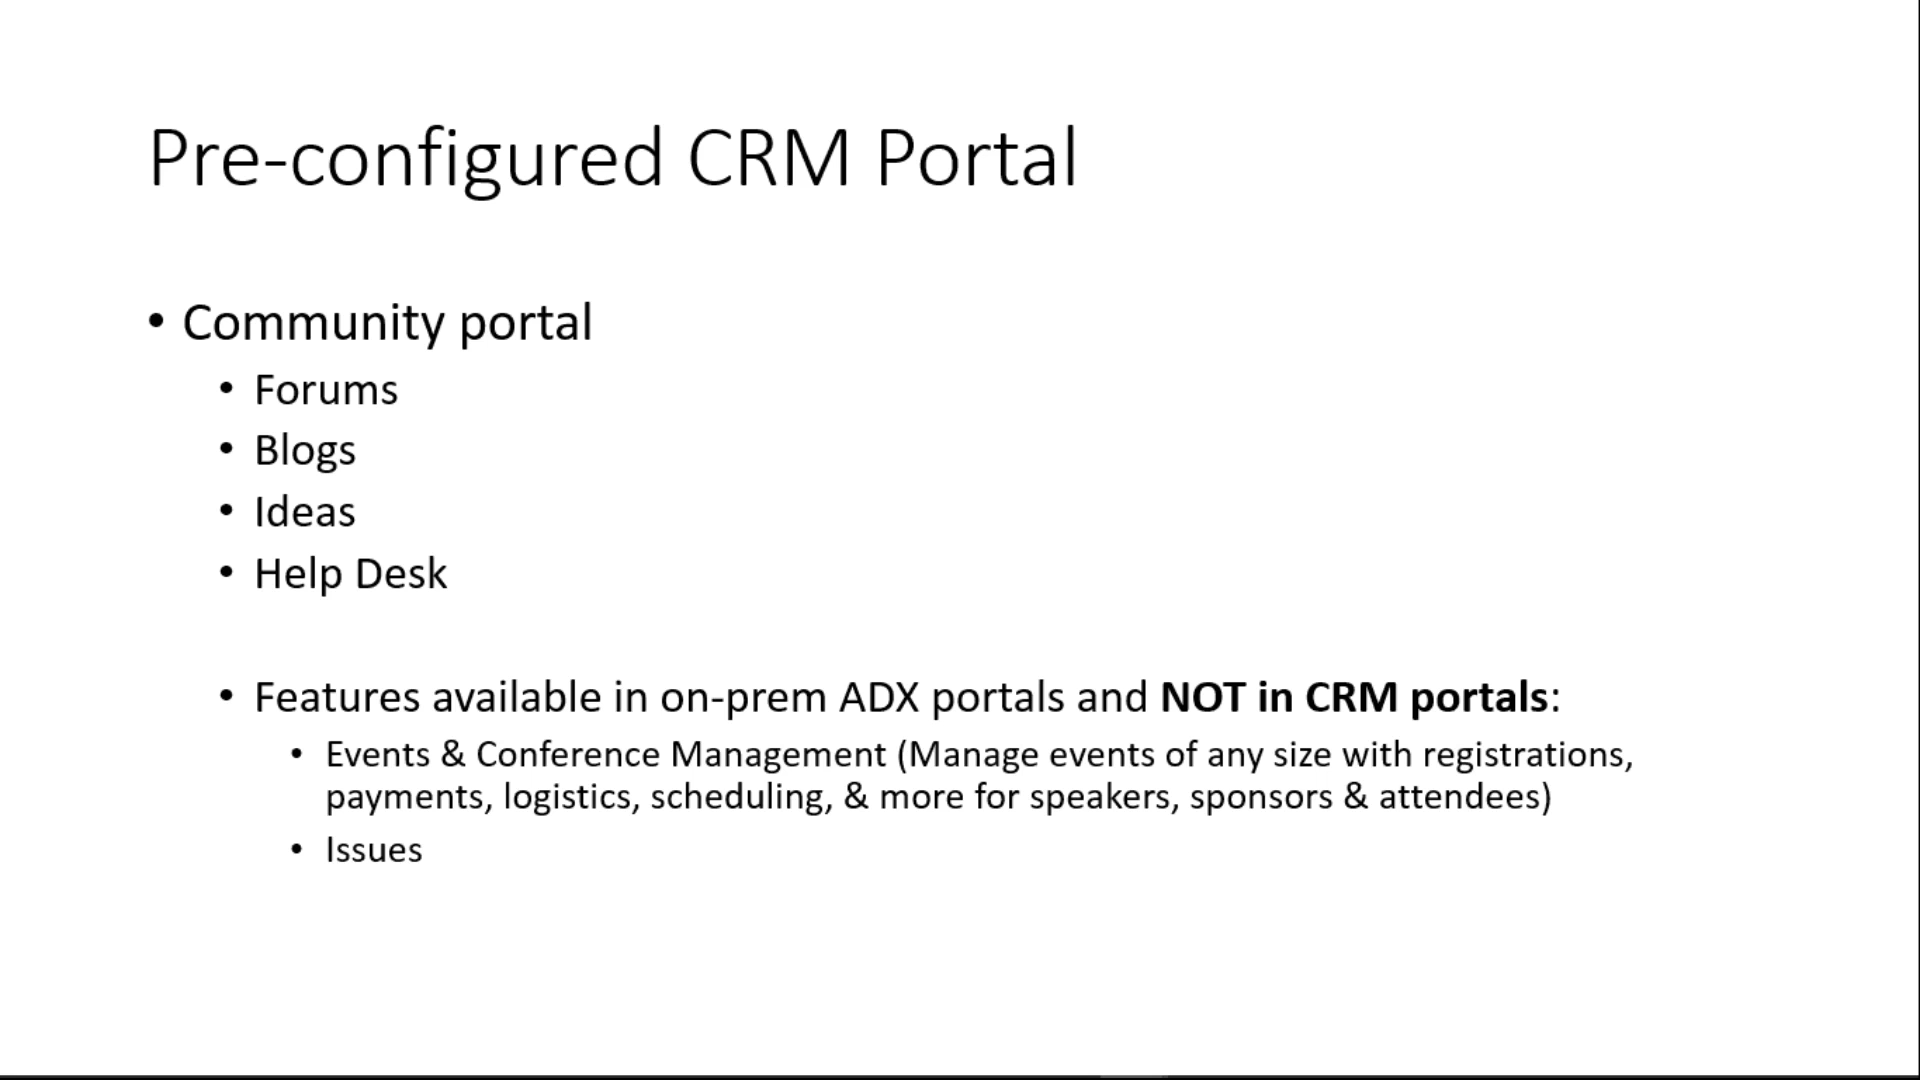 Pre-configured CRM Portal
• Community portal
• Forums
• Blogs
• Ideas
• Help Desk
• Features available in on-prem ADX portals and NOT in CRM portals:
• Events & Conference Management (Manage events of any size with registrations,
payments, logistics, scheduling, & more for speakers, sponsors & attendees)
• Issues